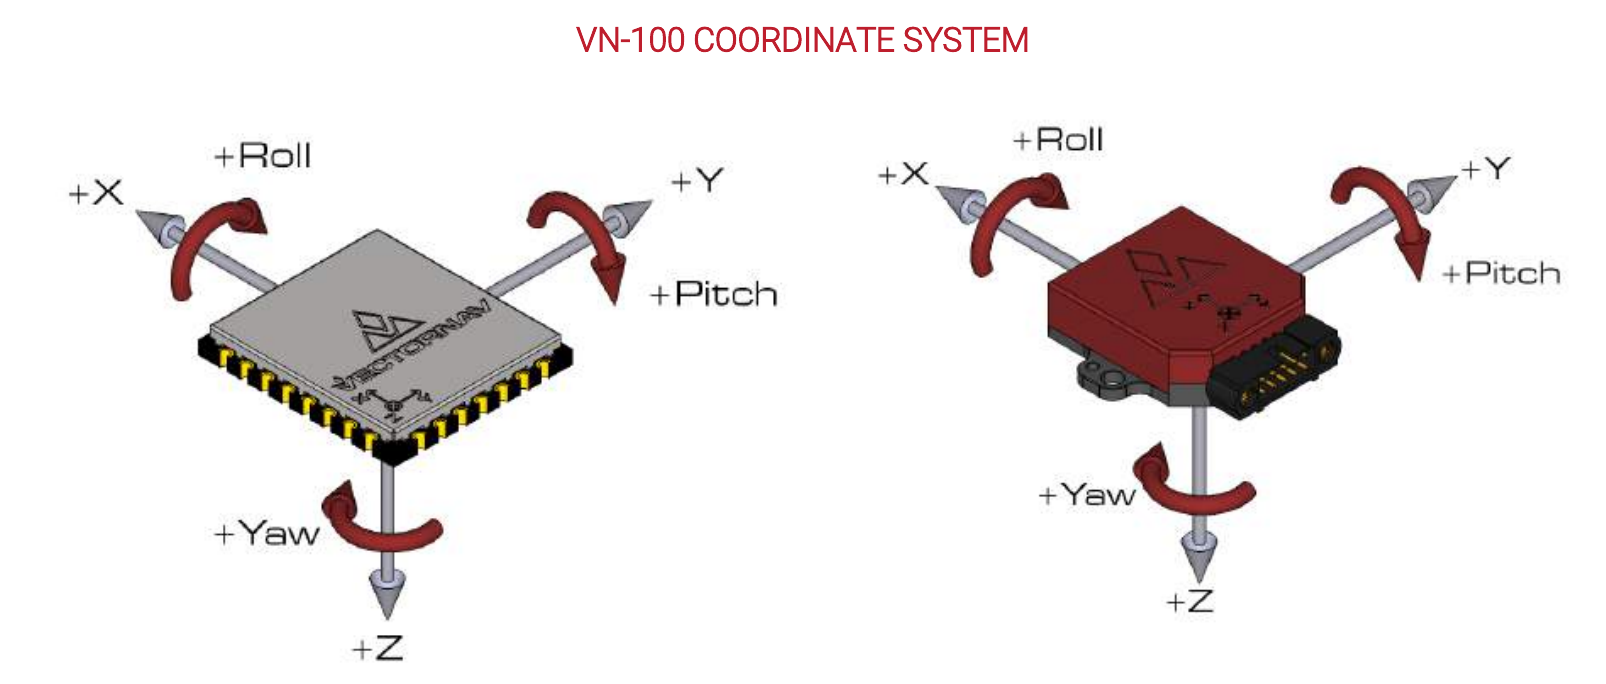 VN-100 COORDINATE SYSTEM
+Roll
+X
+Y
+Pitch
VECTORNAV
X Y
Z
+Yaw
+Z
+Roll
+X
+Y
+Pitch
+Yaw
+Z